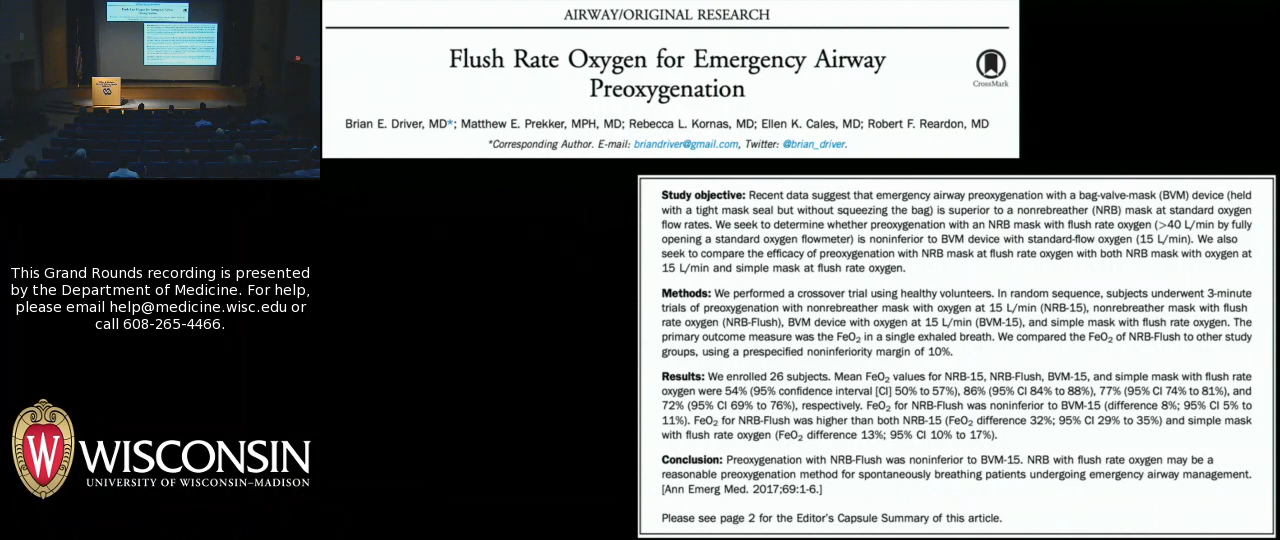 AIRWAY/ORIGINAL RESEARCH
Flush Rate Oxygen for Emergency Airway
Preoxygenation
CrossMark
Brian E. Driver, MD*; Matthew E. Prekker, MPH, MD; Rebecca L. Kornas, MD; Ellen K. Cales, MD; Robert F. Reardon, MD
*Corresponding Author. E-mail: briandriver@gmail.com, Twitter: @brian_driver.
Study objective: Recent data suggest that emergency airway preoxygenation with a bag-valve-mask (BVM) device (held
with a tight mask seal but without squeezing the bag) is superior to a nonrebreather (NRB) mask at standard oxygen
flow rates. We seek to determine whether preoxygenation with an NRB mask with flush rate oxygen (>40 L/min by fully
opening a standard oxygen flowmeter) is noninferior to BVM device with standard-flow oxygen (15 L/min). We also
seek to compare the efficacy of preoxygenation with NRB mask at flush rate oxygen with both NRB mask with oxygen at
15 L/min and simple mask at flush rate oxygen.
Methods: We performed a crossover trial using healthy volunteers. In random sequence, subjects underwent 3-minute
trials of preoxygenation with nonrebreather mask with oxygen at 15 L/min (NRB-15), nonrebreather mask with flush
rate oxygen (NRB-Flush), BVM device with oxygen at 15 L/min (BVM-15), and simple mask with flush rate oxygen. The
primary outcome measure was the FeO₂ in a single exhaled breath. We compared the FeO₂ of NRB-Flush to other study
groups, using a prespecified noninferiority margin of 10%.
Results: We enrolled 26 subjects. Mean FeO₂ values for NRB-15, NRB-Flush, BVM-15, and simple mask with flush rate
oxygen were 54% (95% confidence interval [CI] 50% to 57%), 86% (95% CI 84% to 88%), 77% (95% CI 74% to 81%), and
72% (95% CI 69% to 76%), respectively. FeO₂ for NRB-Flush was noninferior to BVM-15 (difference 8%; 95% CI 5% to
11%). FeO₂ for NRB-Flush was higher than both NRB-15 (FeO₂ difference 32%; 95% CI 29% to 35%) and simple mask
with flush rate oxygen (FeO₂ difference 13%; 95% CI 10% to 17%).
Conclusion: Preoxygenation with NRB-Flush was noninferior to BVM-15. NRB with flush rate oxygen may be a
reasonable preoxygenation method for spontaneously breathing patients undergoing emergency airway management.
[Ann Emerg Med. 2017;69:1-6.]
Please see page 2 for the Editor's Capsule Summary of this article.
This Grand Rounds recording is presented
by the Department of Medicine. For help,
please email help@medicine.wisc.edu or
call 608-265-4466.
W
WISCONSIN
UNIVERSITY OF WISCONSIN–MADISON